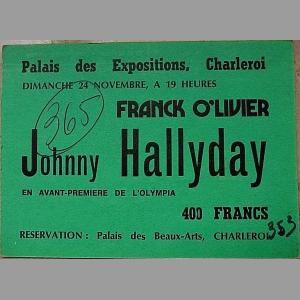 Palais des Expositions, Charleroi
DIMANCHE 24 NOVEMBRE, A 19 HEURES
365
FRANCK O'LIVIER
Johnny Hallyday
EN AVANT-PREMIERE DE L'OLYMPIA
400 FRANCS
RESERVATION : Palais des Beaux-Arts, CHARLEROI
353